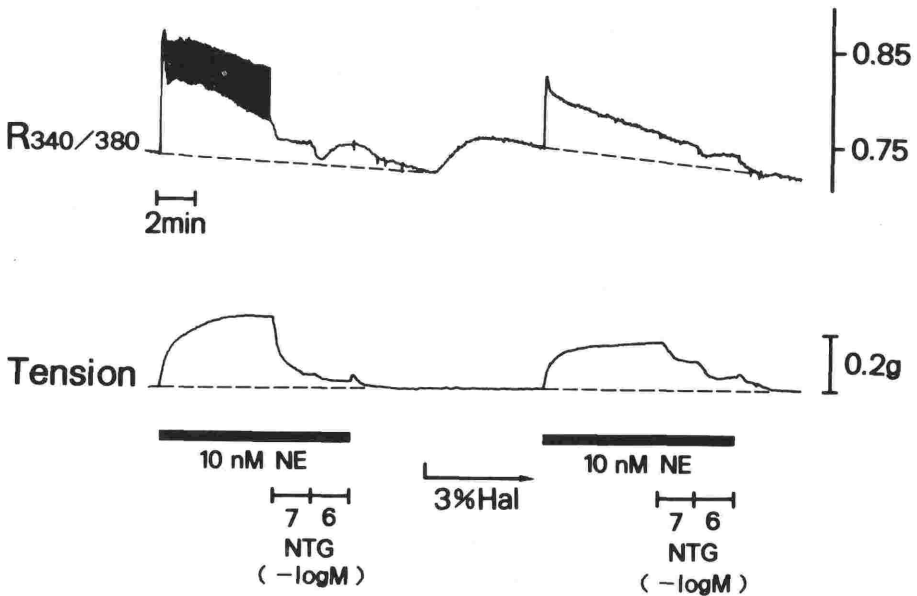 0.85
R340/380
0.75
2min
Tension
0.2g
10 nM NE
10 nM NE
3%Hal
7 6
7 6
NTG
NTG
( -logM )
( -logM )